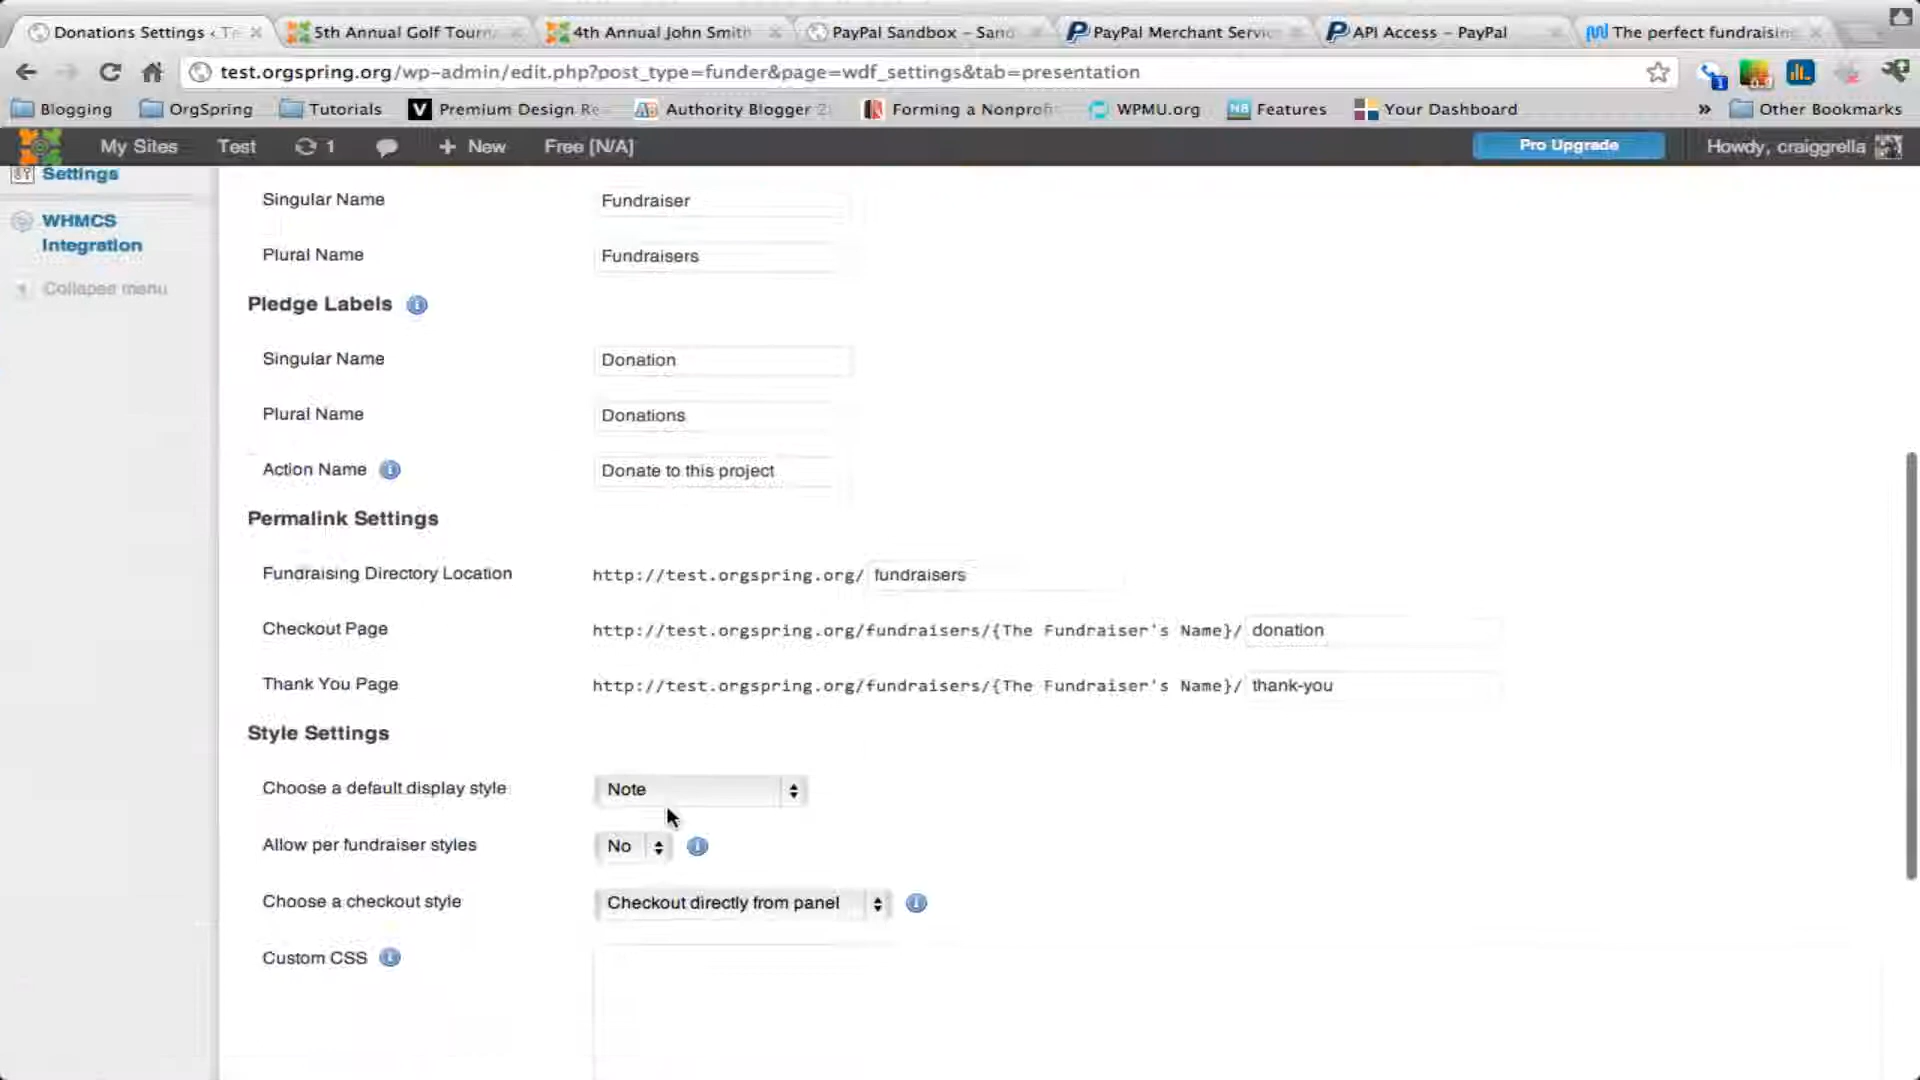 Donations Settings ‹ Te
5th Annual Golf Tourn
4th Annual John Smith
PayPal Sandbox - Sand
PayPal Merchant Servic
API Access - PayPal
The perfect fundraising
test.orgspring.org/wp-admin/edit.php?post_type=funder&page=wdf_settings&tab=presentation
Blogging
OrgSpring
Tutorials
Premium Design Re
Authority Blogger
Forming a Nonprofit
WPMU.org
Features
Your Dashboard
»
Other Bookmarks
My Sites
Test
1
+ New
Free [N/A]
Pro Upgrade
Howdy, craiggrella
Settings
WHMCS
Integration
Collapse menu
Singular Name Fundraiser
Plural Name Fundraisers
Pledge Labels
Singular Name Donation
Plural Name Donations
Action Name Donate to this project
Permalink Settings
Fundraising Directory Location http://test.orgspring.org/ fundraisers
Checkout Page http://test.orgspring.org/fundraisers/{The Fundraiser's Name}/ donation
Thank You Page http://test.orgspring.org/fundraisers/{The Fundraiser's Name}/ thank-you
Style Settings
Choose a default display style Note
Allow per fundraiser styles No
Choose a checkout style Checkout directly from panel
Custom CSS